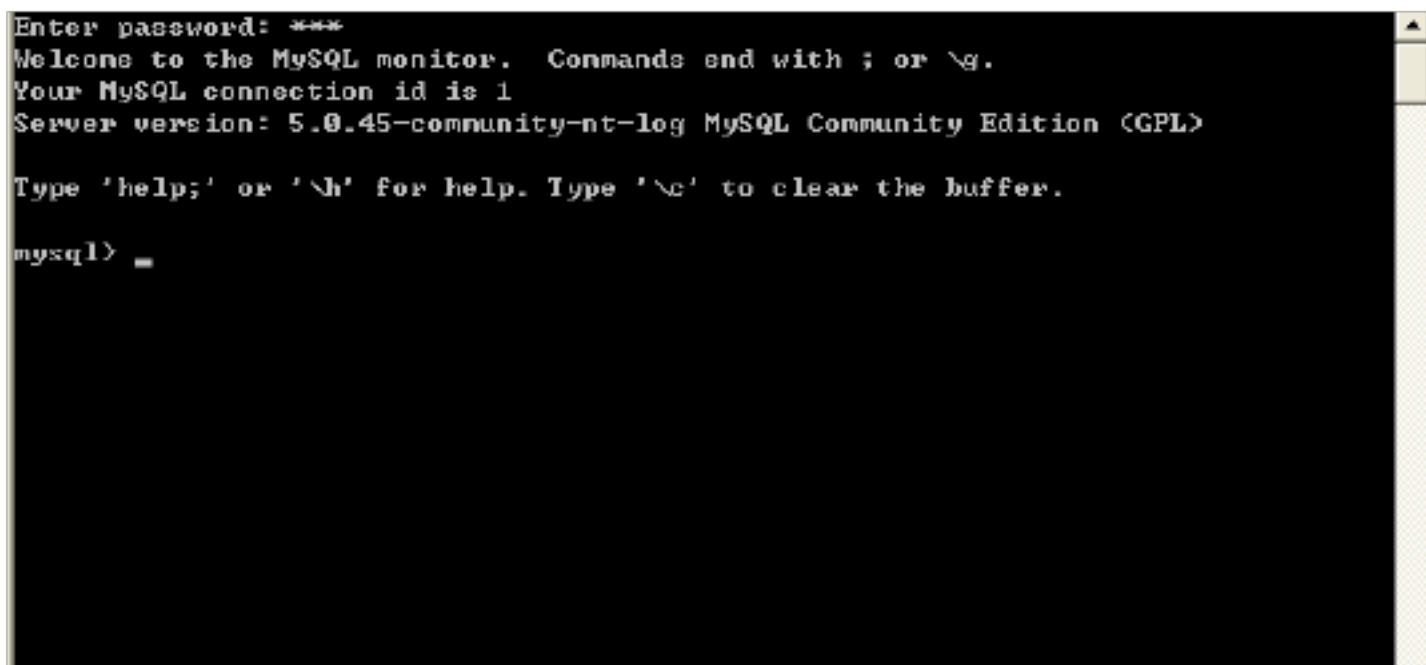 Enter password: ***
Welcome to the MySQL monitor.  Commands end with ; or \g.
Your MySQL connection id is 1
Server version: 5.0.45-community-nt-log MySQL Community Edition (GPL)
Type 'help;' or '\h' for help. Type '\c' to clear the buffer.
mysql> _